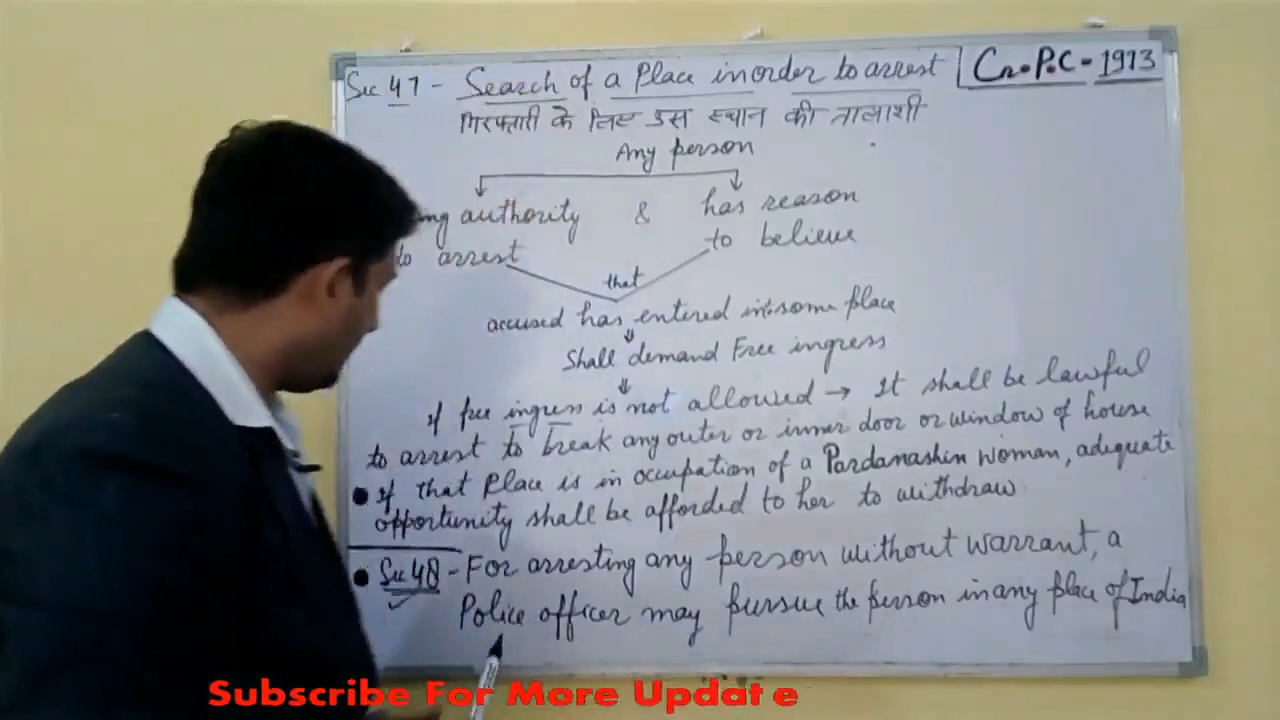 Sec 47 - Search of a Place inorder to arrest
Cr.P.C - 1973
गिरफ्तारी के लिए उस स्थान की तालाशी
Any person
authority & has reason
to arrest to believe
that
accused has entered into some place
Shall demand Free ingress
If free ingress is not allowed → It shall be lawful
to arrest to break any outer or inner door or window of house
• If that Place is in occupation of a Pardanashin woman, adequate
opportunity shall be afforded to her to withdraw
• Sec 48 - For arresting any person without warrant, a
Police officer may pursue the person in any place of India
Subscribe For More Update